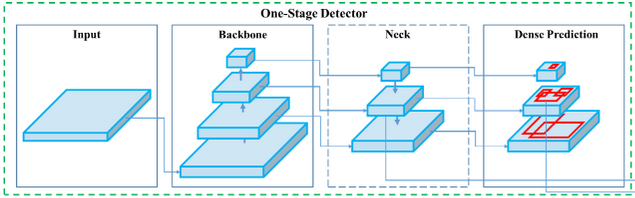 One-Stage Detector
Input
Backbone
Neck
Dense Prediction